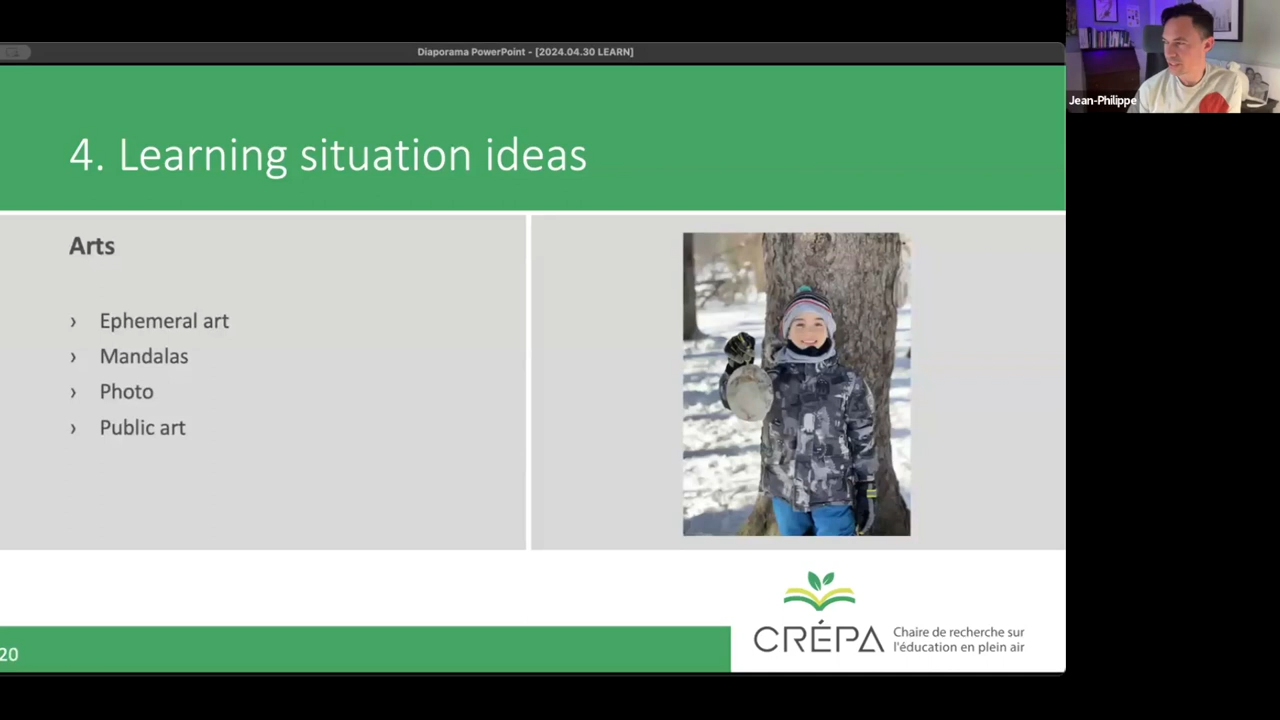 Diaporama PowerPoint - [2024.04.30 LEARN]
Jean-Philippe
4. Learning situation ideas
Arts
› Ephemeral art
› Mandalas
› Photo
› Public art
20
CRÉPA
Chaire de recherche sur
l'éducation en plein air